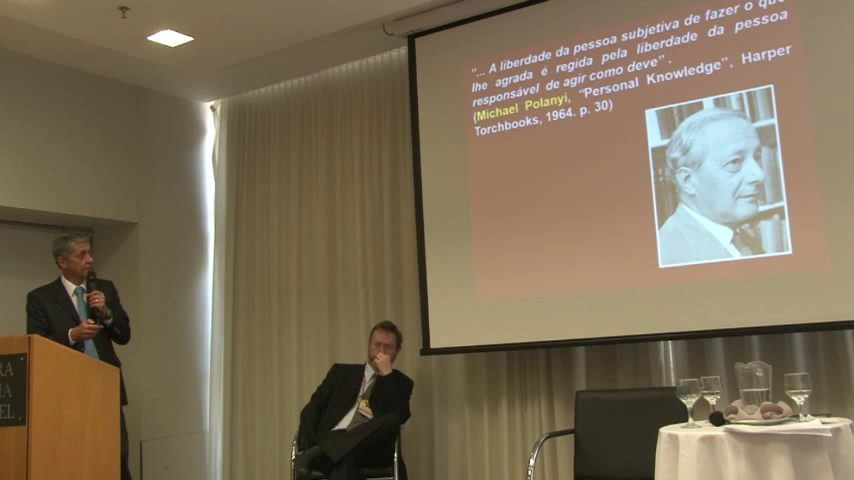 "... A liberdade da pessoa subjetiva de fazer o que
lhe agrada é regida pela liberdade da pessoa
responsável de agir como deve".
(Michael Polanyi, "Personal Knowledge", Harper
Torchbooks, 1964. p. 30)
RA
IA
EL